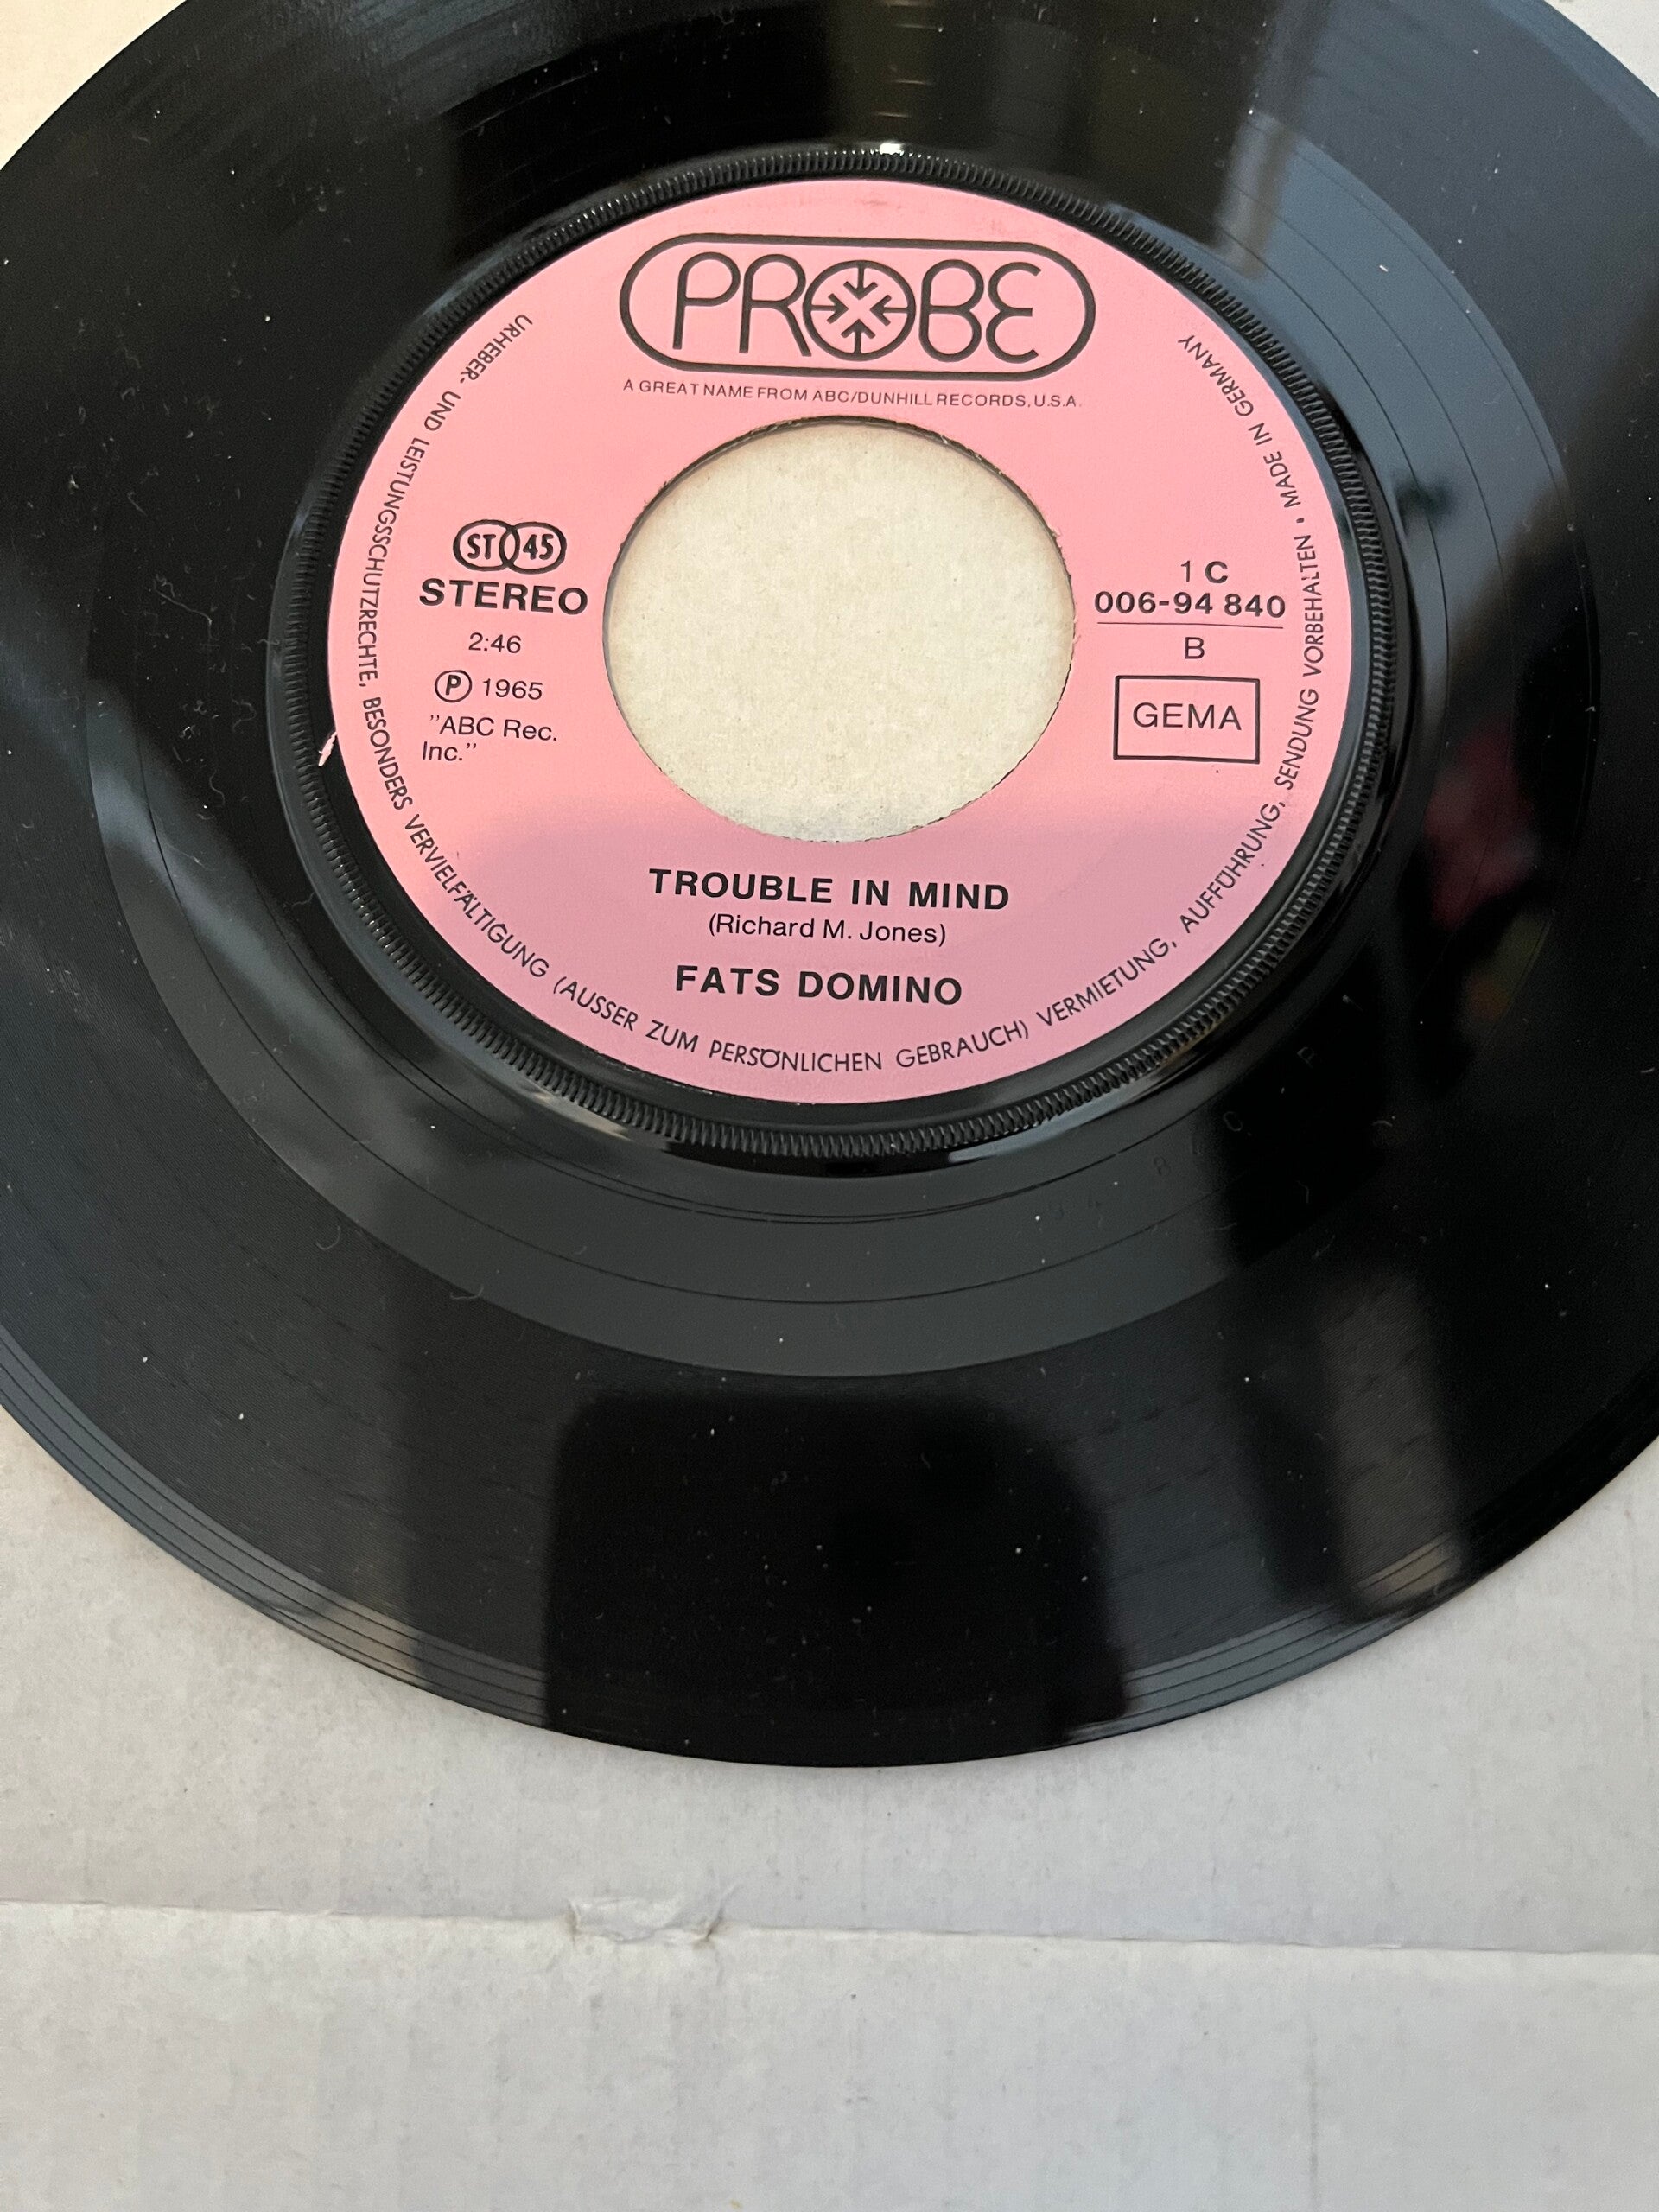 PROBE
A GREAT NAME FROM ABC/DUNHILL RECORDS, U.S.A.
ST 45
STEREO
2:46
Ⓟ 1965
"ABC Rec.
Inc."
1 C
006-94 840
B
GEMA
TROUBLE IN MIND
(Richard M. Jones)
FATS DOMINO
URHEBER- UND LEISTUNGSSCHUTZRECHTE, BESONDERS VERVIELFÄLTIGUNG (AUSSER ZUM PERSÖNLICHEN GEBRAUCH) VERMIETUNG, AUFFÜHRUNG, SENDUNG VORBEHALTEN • MADE IN GERMANY